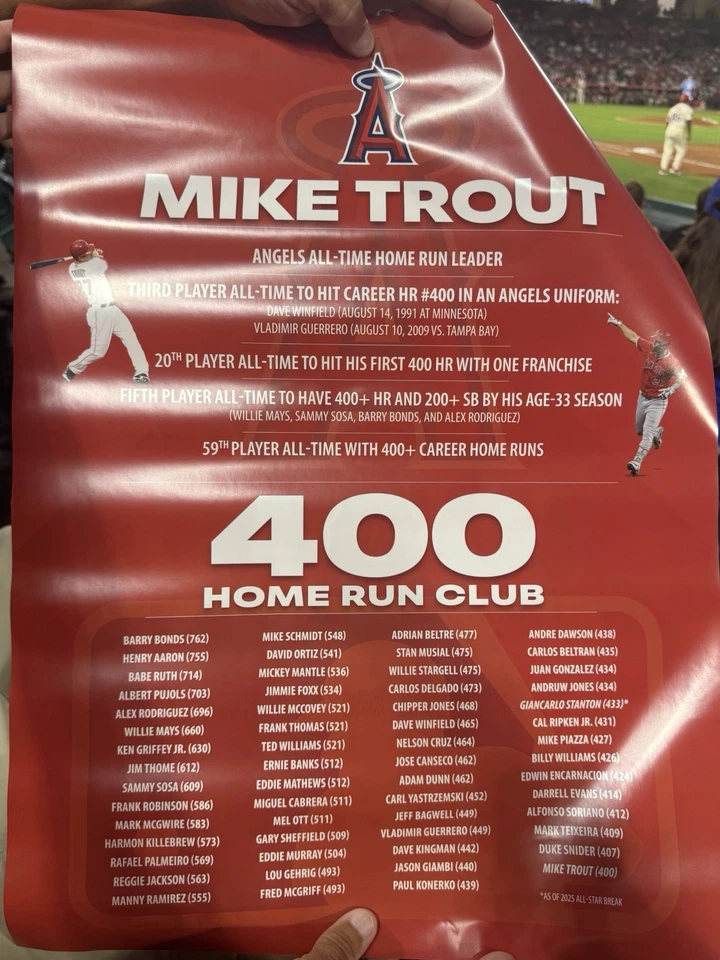 A
MIKE TROUT
ANGELS ALL-TIME HOME RUN LEADER
THIRD PLAYER ALL-TIME TO HIT CAREER HR #400 IN AN ANGELS UNIFORM:
DAVE WINFIELD (AUGUST 14, 1991 AT MINNESOTA)
VLADIMIR GUERRERO (AUGUST 10, 2009 VS. TAMPA BAY)
20TH PLAYER ALL-TIME TO HIT HIS FIRST 400 HR WITH ONE FRANCHISE
FIFTH PLAYER ALL-TIME TO HAVE 400+ HR AND 200+ SB BY HIS AGE-33 SEASON
(WILLIE MAYS, SAMMY SOSA, BARRY BONDS, AND ALEX RODRIGUEZ)
59TH PLAYER ALL-TIME WITH 400+ CAREER HOME RUNS
400
HOME RUN CLUB
BARRY BONDS (762)
HENRY AARON (755)
BABE RUTH (714)
ALBERT PUJOLS (703)
ALEX RODRIGUEZ (696)
WILLIE MAYS (660)
KEN GRIFFEY JR. (630)
JIM THOME (612)
SAMMY SOSA (609)
FRANK ROBINSON (586)
MARK MCGWIRE (583)
HARMON KILLEBREW (573)
RAFAEL PALMEIRO (569)
REGGIE JACKSON (563)
MANNY RAMIREZ (555)
MIKE SCHMIDT (548)
DAVID ORTIZ (541)
MICKEY MANTLE (536)
JIMMIE FOXX (534)
WILLIE MCCOVEY (521)
FRANK THOMAS (521)
TED WILLIAMS (521)
ERNIE BANKS (512)
EDDIE MATHEWS (512)
MIGUEL CABRERA (511)
MEL OTT (511)
GARY SHEFFIELD (509)
EDDIE MURRAY (504)
LOU GEHRIG (493)
FRED MCGRIFF (493)
ADRIAN BELTRE (477)
STAN MUSIAL (475)
WILLIE STARGELL (475)
CARLOS DELGADO (473)
CHIPPER JONES (468)
DAVE WINFIELD (465)
NELSON CRUZ (464)
JOSE CANSECO (462)
ADAM DUNN (462)
CARL YASTRZEMSKI (452)
JEFF BAGWELL (449)
VLADIMIR GUERRERO (449)
DAVE KINGMAN (442)
JASON GIAMBI (440)
PAUL KONERKO (439)
ANDRE DAWSON (438)
CARLOS BELTRAN (435)
JUAN GONZALEZ (434)
ANDRUW JONES (434)
GIANCARLO STANTON (433)*
CAL RIPKEN JR. (431)
MIKE PIAZZA (427)
BILLY WILLIAMS (426)
EDWIN ENCARNACION (424)
DARRELL EVANS (414)
ALFONSO SORIANO (412)
MARK TEIXEIRA (409)
DUKE SNIDER (407)
MIKE TROUT (400)
*AS OF 2025 ALL-STAR BREAK